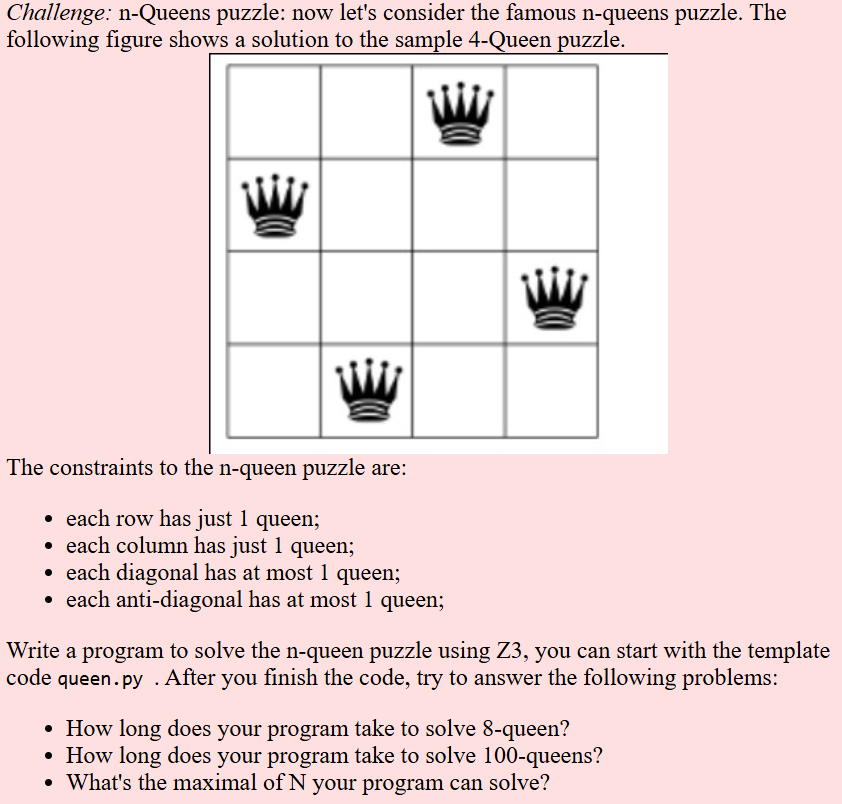 Challenge: n-Queens puzzle: now let's consider the famous n-queens puzzle. The
following figure shows a solution to the sample 4-Queen puzzle.
The constraints to the n-queen puzzle are:
• each row has just 1 queen;
• each column has just 1 queen;
• each diagonal has at most 1 queen;
• each anti-diagonal has at most 1 queen;
Write a program to solve the n-queen puzzle using Z3, you can start with the template
code queen.py . After you finish the code, try to answer the following problems:
• How long does your program take to solve 8-queen?
• How long does your program take to solve 100-queens?
• What's the maximal of N your program can solve?